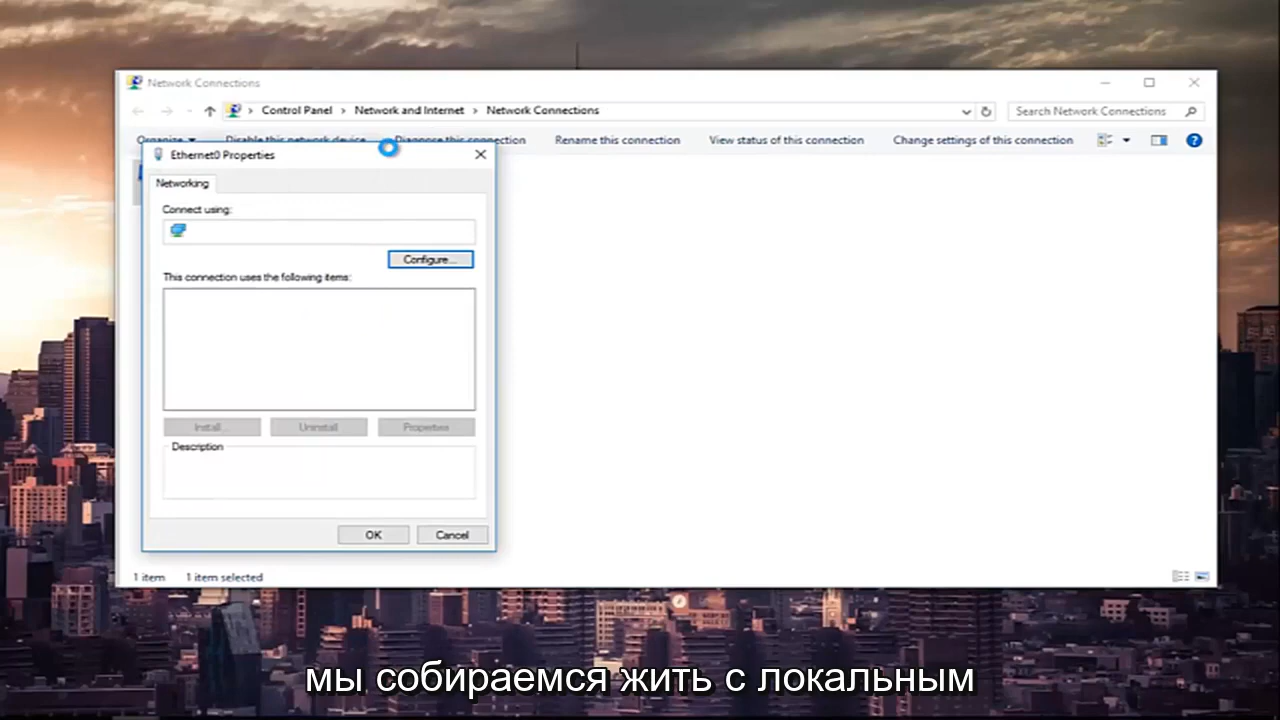 Network Connections
Control Panel > Network and Internet > Network Connections
Search Network Connections
Organize
Disable this network device
Diagnose this connection
Rename this connection
View status of this connection
Change settings of this connection
Ethernet0 Properties
Networking
Connect using:
Configure...
This connection uses the following items:
Install...
Uninstall
Properties
Description
OK
Cancel
1 item
1 item selected
мы собираемся жить с локальным